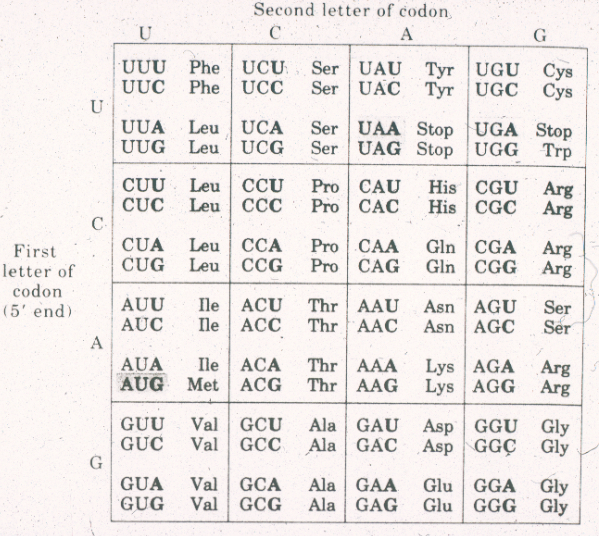 Second letter of codon
U C A G
UUU Phe UCU Ser UAU Tyr UGU Cys
UUC Phe UCC Ser UAC Tyr UGC Cys
U
UUA Leu UCA Ser UAA Stop UGA Stop
UUG Leu UCG Ser UAG Stop UGG Trp
CUU Leu CCU Pro CAU His CGU Arg
CUC Leu CCC Pro CAC His CGC Arg
C
CUA Leu CCA Pro CAA Gln CGA Arg
CUG Leu CCG Pro CAG Gln CGG Arg
First
letter of
codon
(5′ end)
AUU Ile ACU Thr AAU Asn AGU Ser
AUC Ile ACC Thr AAC Asn AGC Ser
A
AUA Ile ACA Thr AAA Lys AGA Arg
AUG Met ACG Thr AAG Lys AGG Arg
GUU Val GCU Ala GAU Asp GGU Gly
GUC Val GCC Ala GAC Asp GGC Gly
G
GUA Val GCA Ala GAA Glu GGA Gly
GUG Val GCG Ala GAG Glu GGG Gly